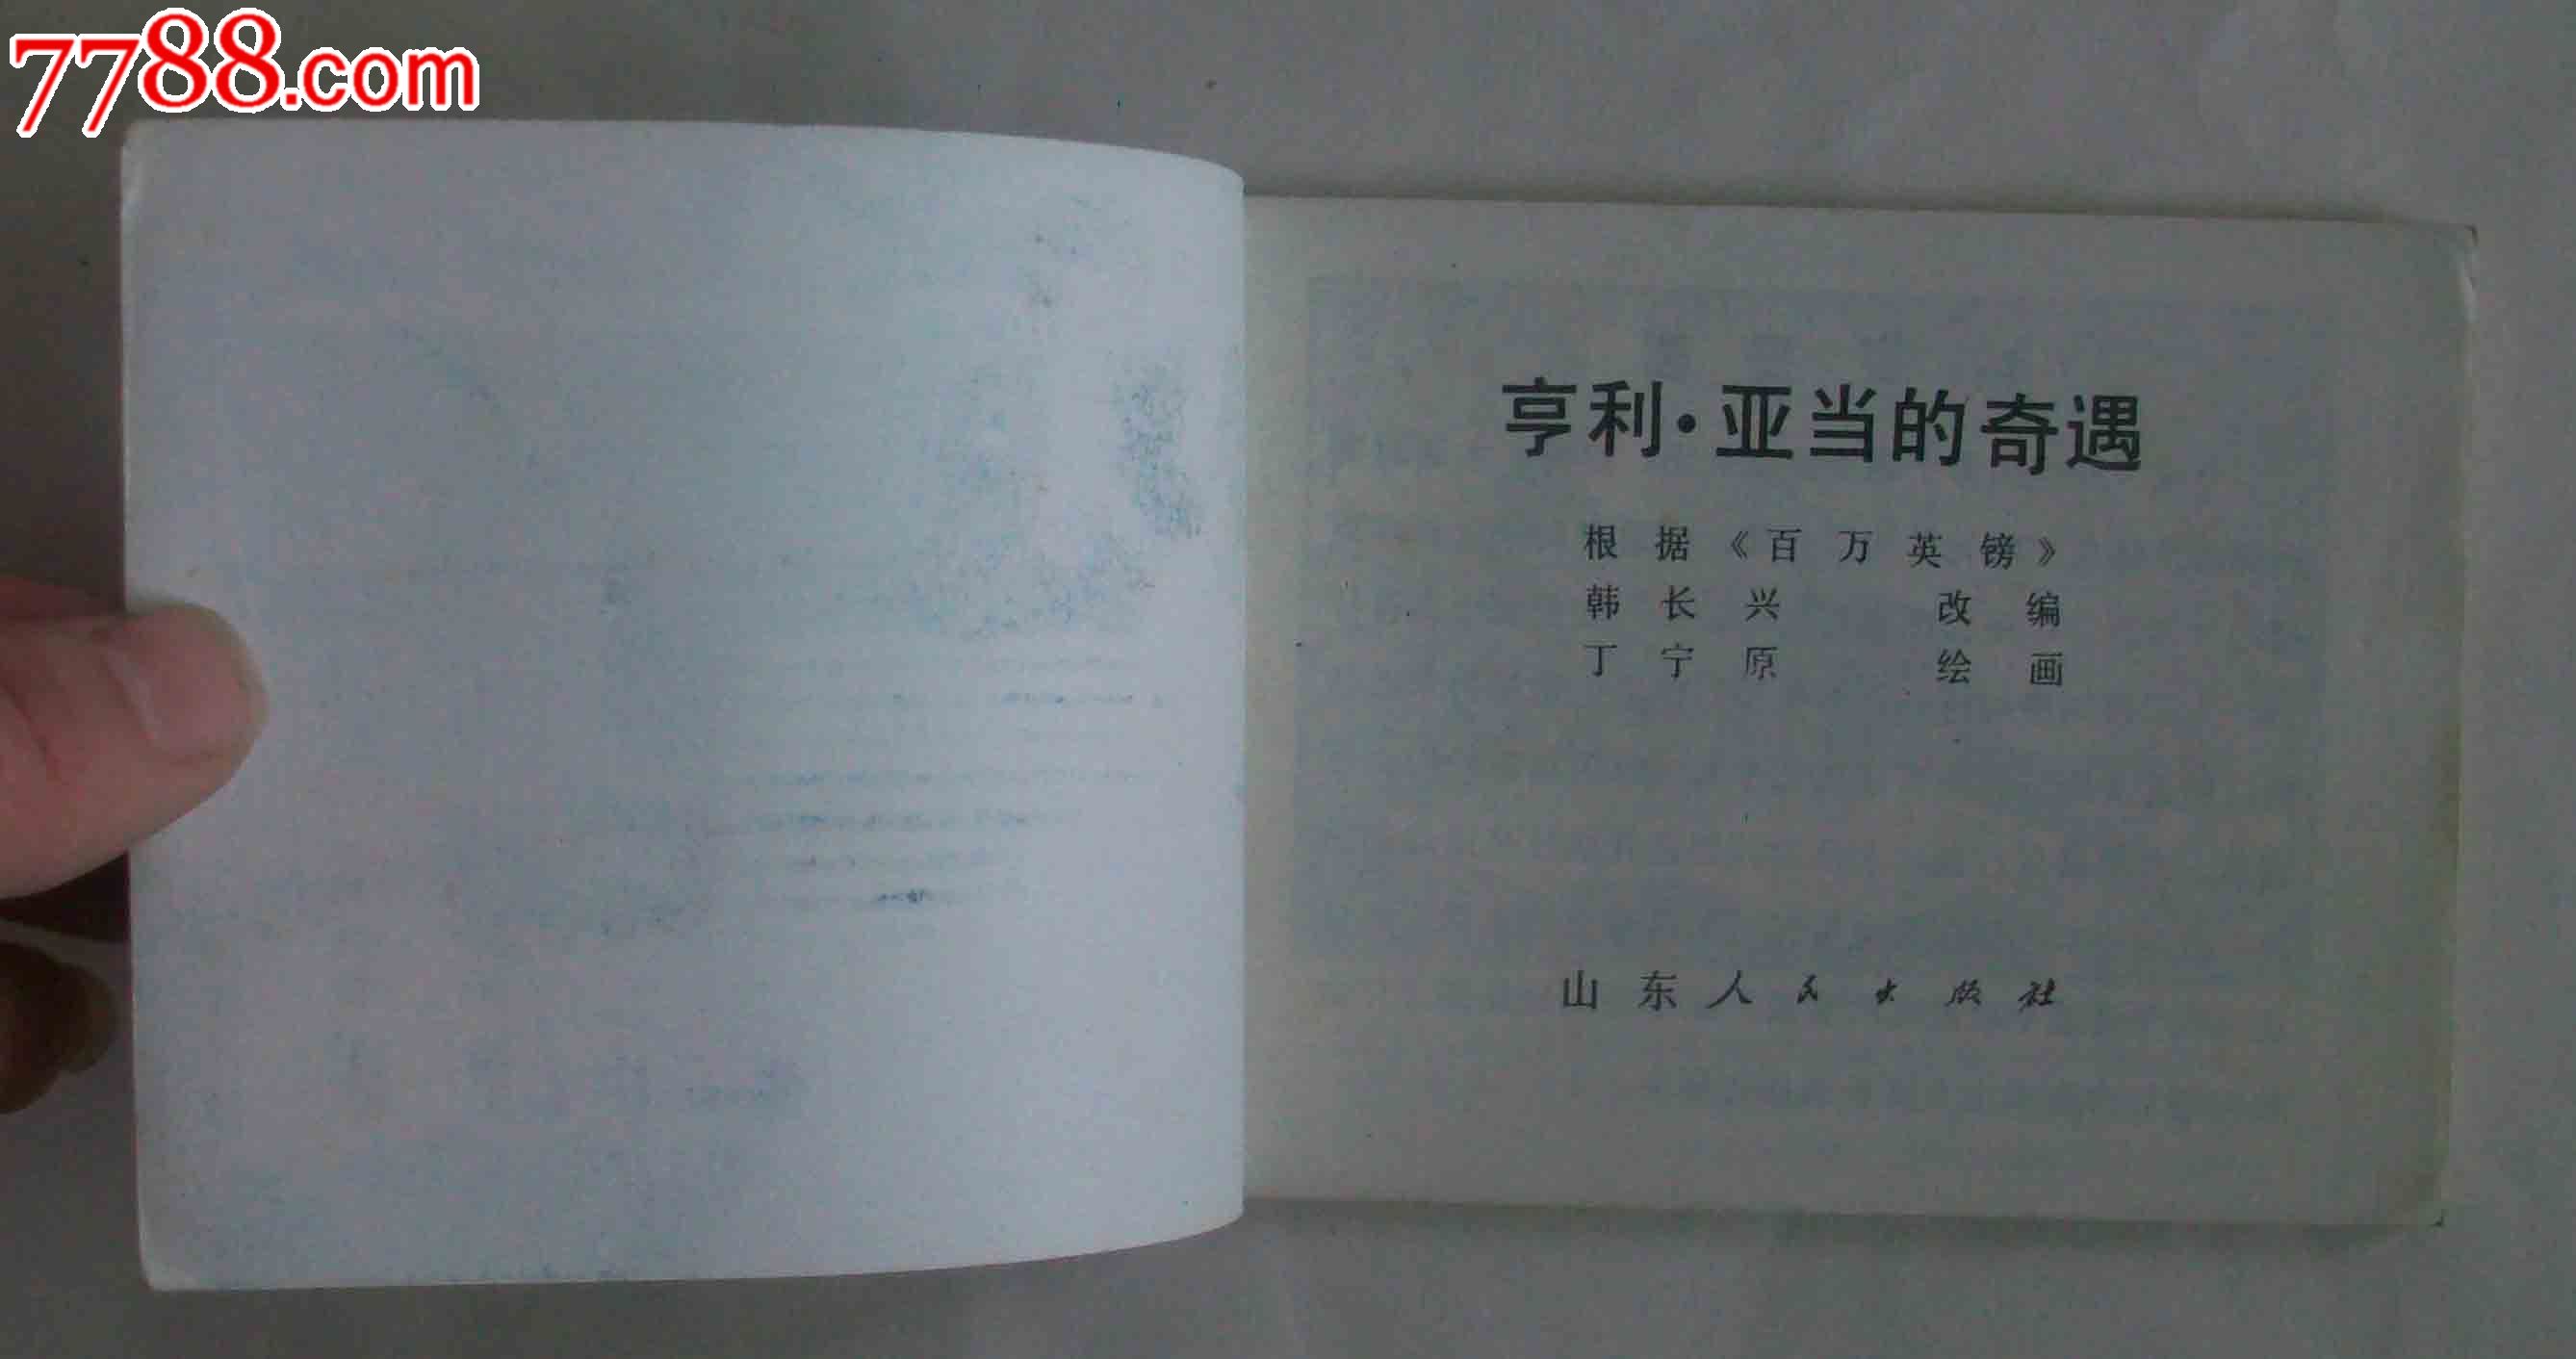 7788.com
亨利·亚当的奇遇
根据《百万英镑》
韩长兴 改编
丁宁原 绘画
山东人民出版社